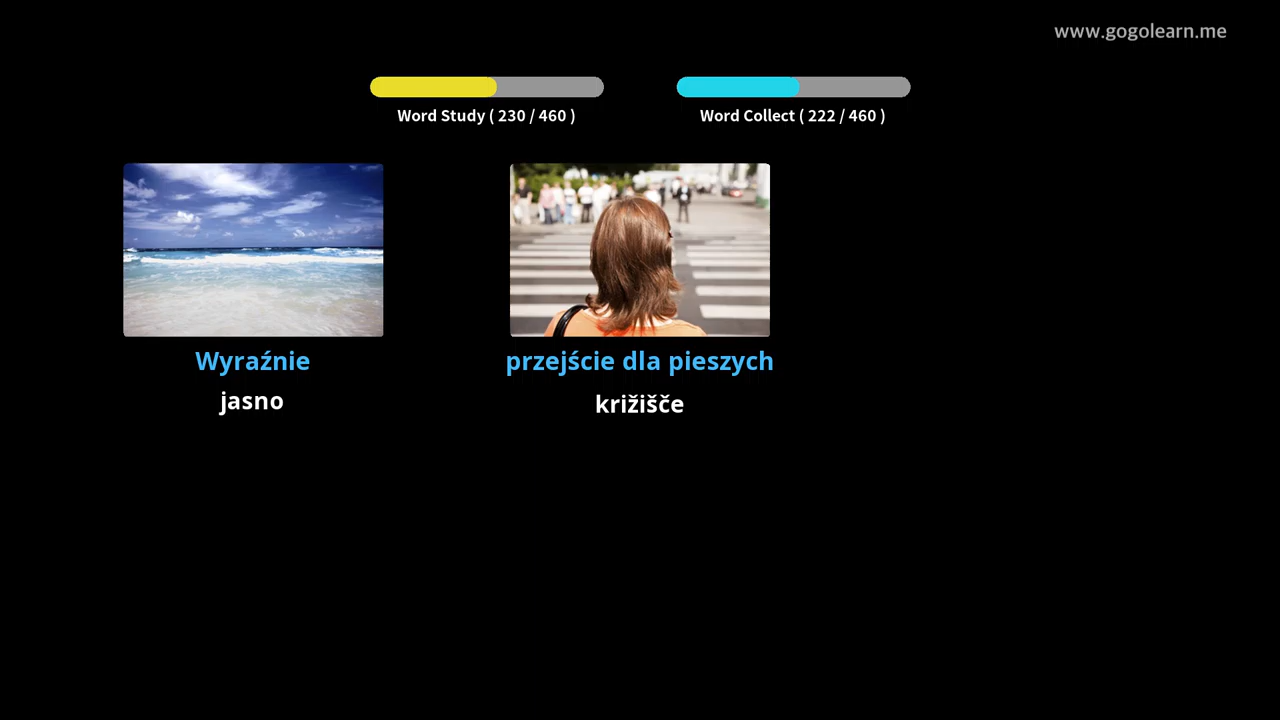 www.gogolearn.me
Word Study ( 230 / 460 )
Word Collect ( 222 / 460 )
Wyraźnie
jasno
przejście dla pieszych
križišče